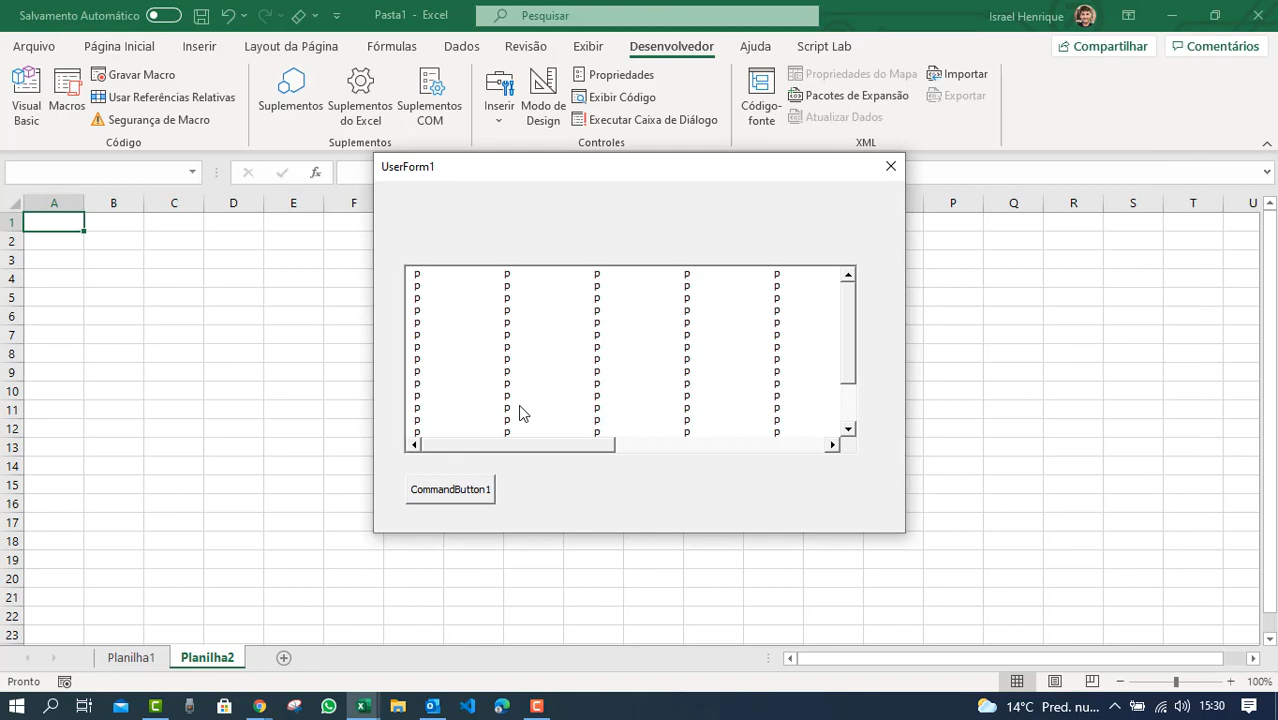 Salvamento Automático Pasta1 - Excel Pesquisar Israel Henrique
Arquivo Página Inicial Inserir Layout da Página Fórmulas Dados Revisão Exibir Desenvolvedor Ajuda Script Lab Compartilhar Comentários
Visual Basic
Macros
Gravar Macro
Usar Referências Relativas
Segurança de Macro
Código
Suplementos
Suplementos do Excel
Suplementos COM
Suplementos
Inserir
Modo de Design
Propriedades
Exibir Código
Executar Caixa de Diálogo
Controles
Código-fonte
Propriedades do Mapa
Pacotes de Expansão
Atualizar Dados
Importar
Exportar
XML
fx
UserForm1
A B C D E F P Q R S T U
1
2
3
4
5
6
7
8
9
10
11
12
13
14
15
16
17
18
19
20
21
22
23
p p p p p
p p p p p
p p p p p
p p p p p
p p p p p
p p p p p
p p p p p
p p p p p
p p p p p
p p p p p
p p p p p
p p p p p
p p p p p
p p p p p
CommandButton1
Planilha1 Planilha2
Pronto 100%
14°C Pred. nu... 15:30